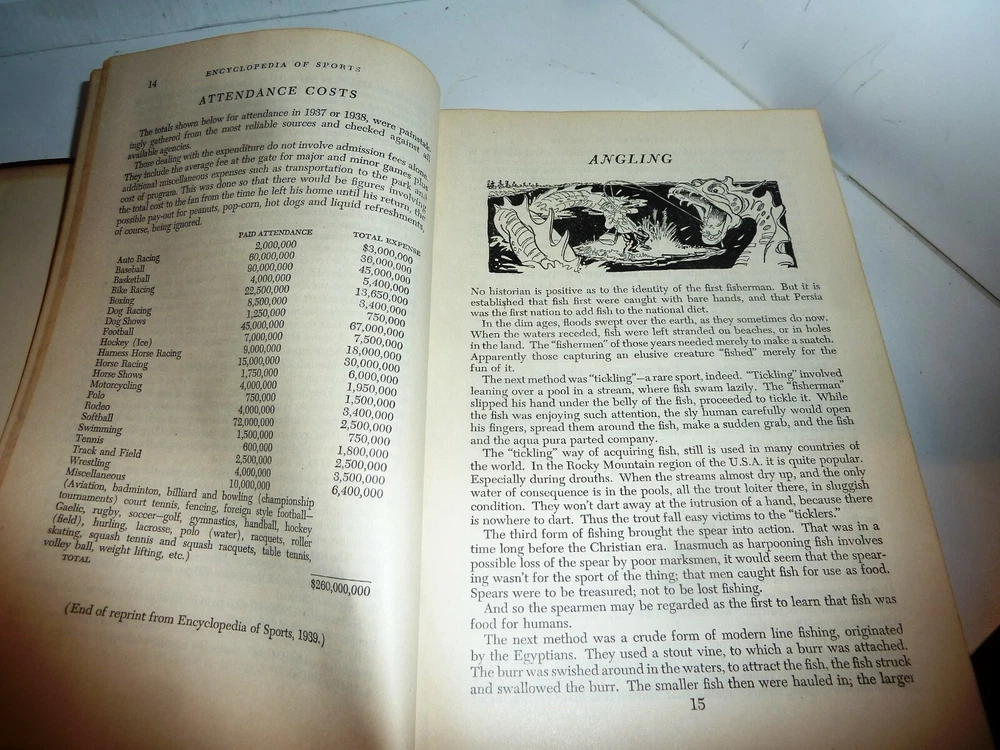 14
ENCYCLOPEDIA OF SPORTS
ATTENDANCE COSTS
The totals shown below for attendance in 1937 or 1938, were painstak-
ingly gathered from the most reliable sources and checked against all
available agencies.
Those dealing with the expenditure do not involve admission fees alone.
They include the average fee at the gate for major and minor games plus
additional miscellaneous expenses such as transportation to the park and
cost of program. This was done so that there would be figures involving
the total cost to the fan from the time he left his home until his return, the
possible pay-out for peanuts, pop-corn, hot dogs and liquid refreshments,
of course, being ignored.
PAID ATTENDANCE TOTAL EXPENSE
Auto Racing 2,000,000 $3,000,000
Baseball 60,000,000 36,000,000
Basketball 90,000,000 45,000,000
Bike Racing 4,000,000 5,400,000
Boxing 22,500,000 13,650,000
Dog Racing 8,500,000 3,400,000
Dog Shows 1,250,000 750,000
Football 45,000,000 67,000,000
Hockey (Ice) 7,000,000 7,500,000
Harness Horse Racing 9,000,000 18,000,000
Horse Racing 15,000,000 30,000,000
Horse Shows 1,750,000 6,000,000
Motorcycling 4,000,000 1,950,000
Polo 750,000 1,500,000
Rodeo 4,000,000 3,400,000
Softball 72,000,000 2,500,000
Swimming 1,500,000 750,000
Tennis 600,000 1,800,000
Track and Field 2,500,000 2,500,000
Wrestling 4,000,000 3,500,000
Miscellaneous 10,000,000 6,400,000
(Aviation, badminton, billiard and bowling (championship
tournaments) court tennis, fencing, foreign style football—
Gaelic, rugby, soccer—golf, gymnastics, handball, hockey
(field), hurling, lacrosse, polo (water), racquets, roller
skating, squash tennis and squash racquets, table tennis,
volley ball, weight lifting, etc.)
TOTAL
$260,000,000
(End of reprint from Encyclopedia of Sports, 1939.)
ANGLING
No historian is positive as to the identity of the first fisherman. But it is
established that fish first were caught with bare hands, and that Persia
was the first nation to add fish to the national diet.
In the dim ages, floods swept over the earth, as they sometimes do now.
When the waters receded, fish were left stranded on beaches, or in holes
in the land. The "fishermen" of those years needed merely to make a snatch.
Apparently those capturing an elusive creature "fished" merely for the
fun of it.
The next method was "tickling"—a rare sport, indeed. "Tickling" involved
leaning over a pool in a stream, where fish swam lazily. The "fisherman"
slipped his hand under the belly of the fish, proceeded to tickle it. While
the fish was enjoying such attention, the sly human carefully would open
his fingers, spread them around the fish, make a sudden grab, and the fish
and the aqua pura parted company.
The "tickling" way of acquiring fish, still is used in many countries of
the world. In the Rocky Mountain region of the U.S.A. it is quite popular.
Especially during drouths. When the streams almost dry up, and the only
water of consequence is in the pools, all the trout loiter there, in sluggish
condition. They won't dart away at the intrusion of a hand, because there
is nowhere to dart. Thus the trout fall easy victims to the "ticklers."
The third form of fishing brought the spear into action. That was in a
time long before the Christian era. Inasmuch as harpooning fish involves
possible loss of the spear by poor marksmen, it would seem that the spear-
ing wasn't for the sport of the thing; that men caught fish for use as food.
Spears were to be treasured; not to be lost fishing.
And so the spearmen may be regarded as the first to learn that fish was
food for humans.
The next method was a crude form of modern line fishing, originated
by the Egyptians. They used a stout vine, to which a burr was attached.
The burr was swished around in the waters, to attract the fish, the fish struck
and swallowed the burr. The smaller fish then were hauled in; the larger
15